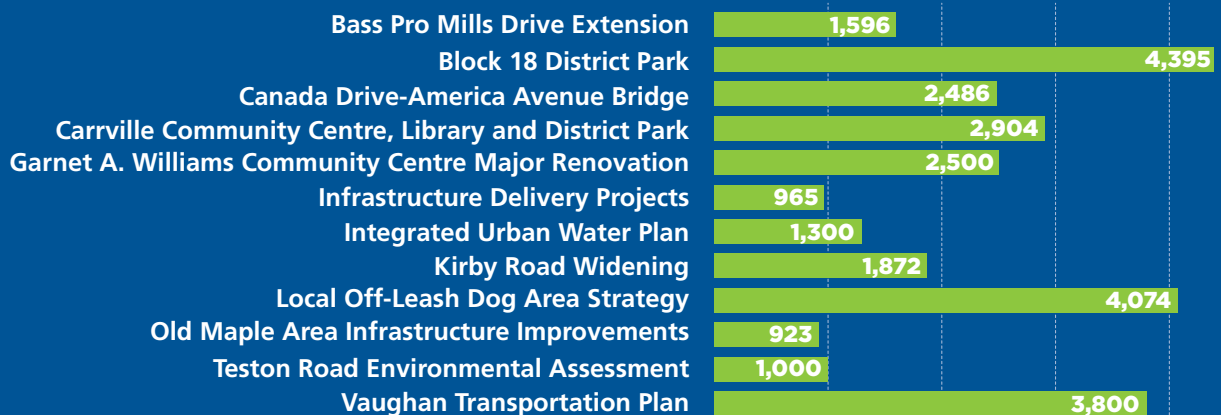 Bass Pro Mills Drive Extension 1,596
Block 18 District Park 4,395
Canada Drive-America Avenue Bridge 2,486
Carrville Community Centre, Library and District Park 2,904
Garnet A. Williams Community Centre Major Renovation 2,500
Infrastructure Delivery Projects 965
Integrated Urban Water Plan 1,300
Kirby Road Widening 1,872
Local Off-Leash Dog Area Strategy 4,074
Old Maple Area Infrastructure Improvements 923
Teston Road Environmental Assessment 1,000
Vaughan Transportation Plan 3,800